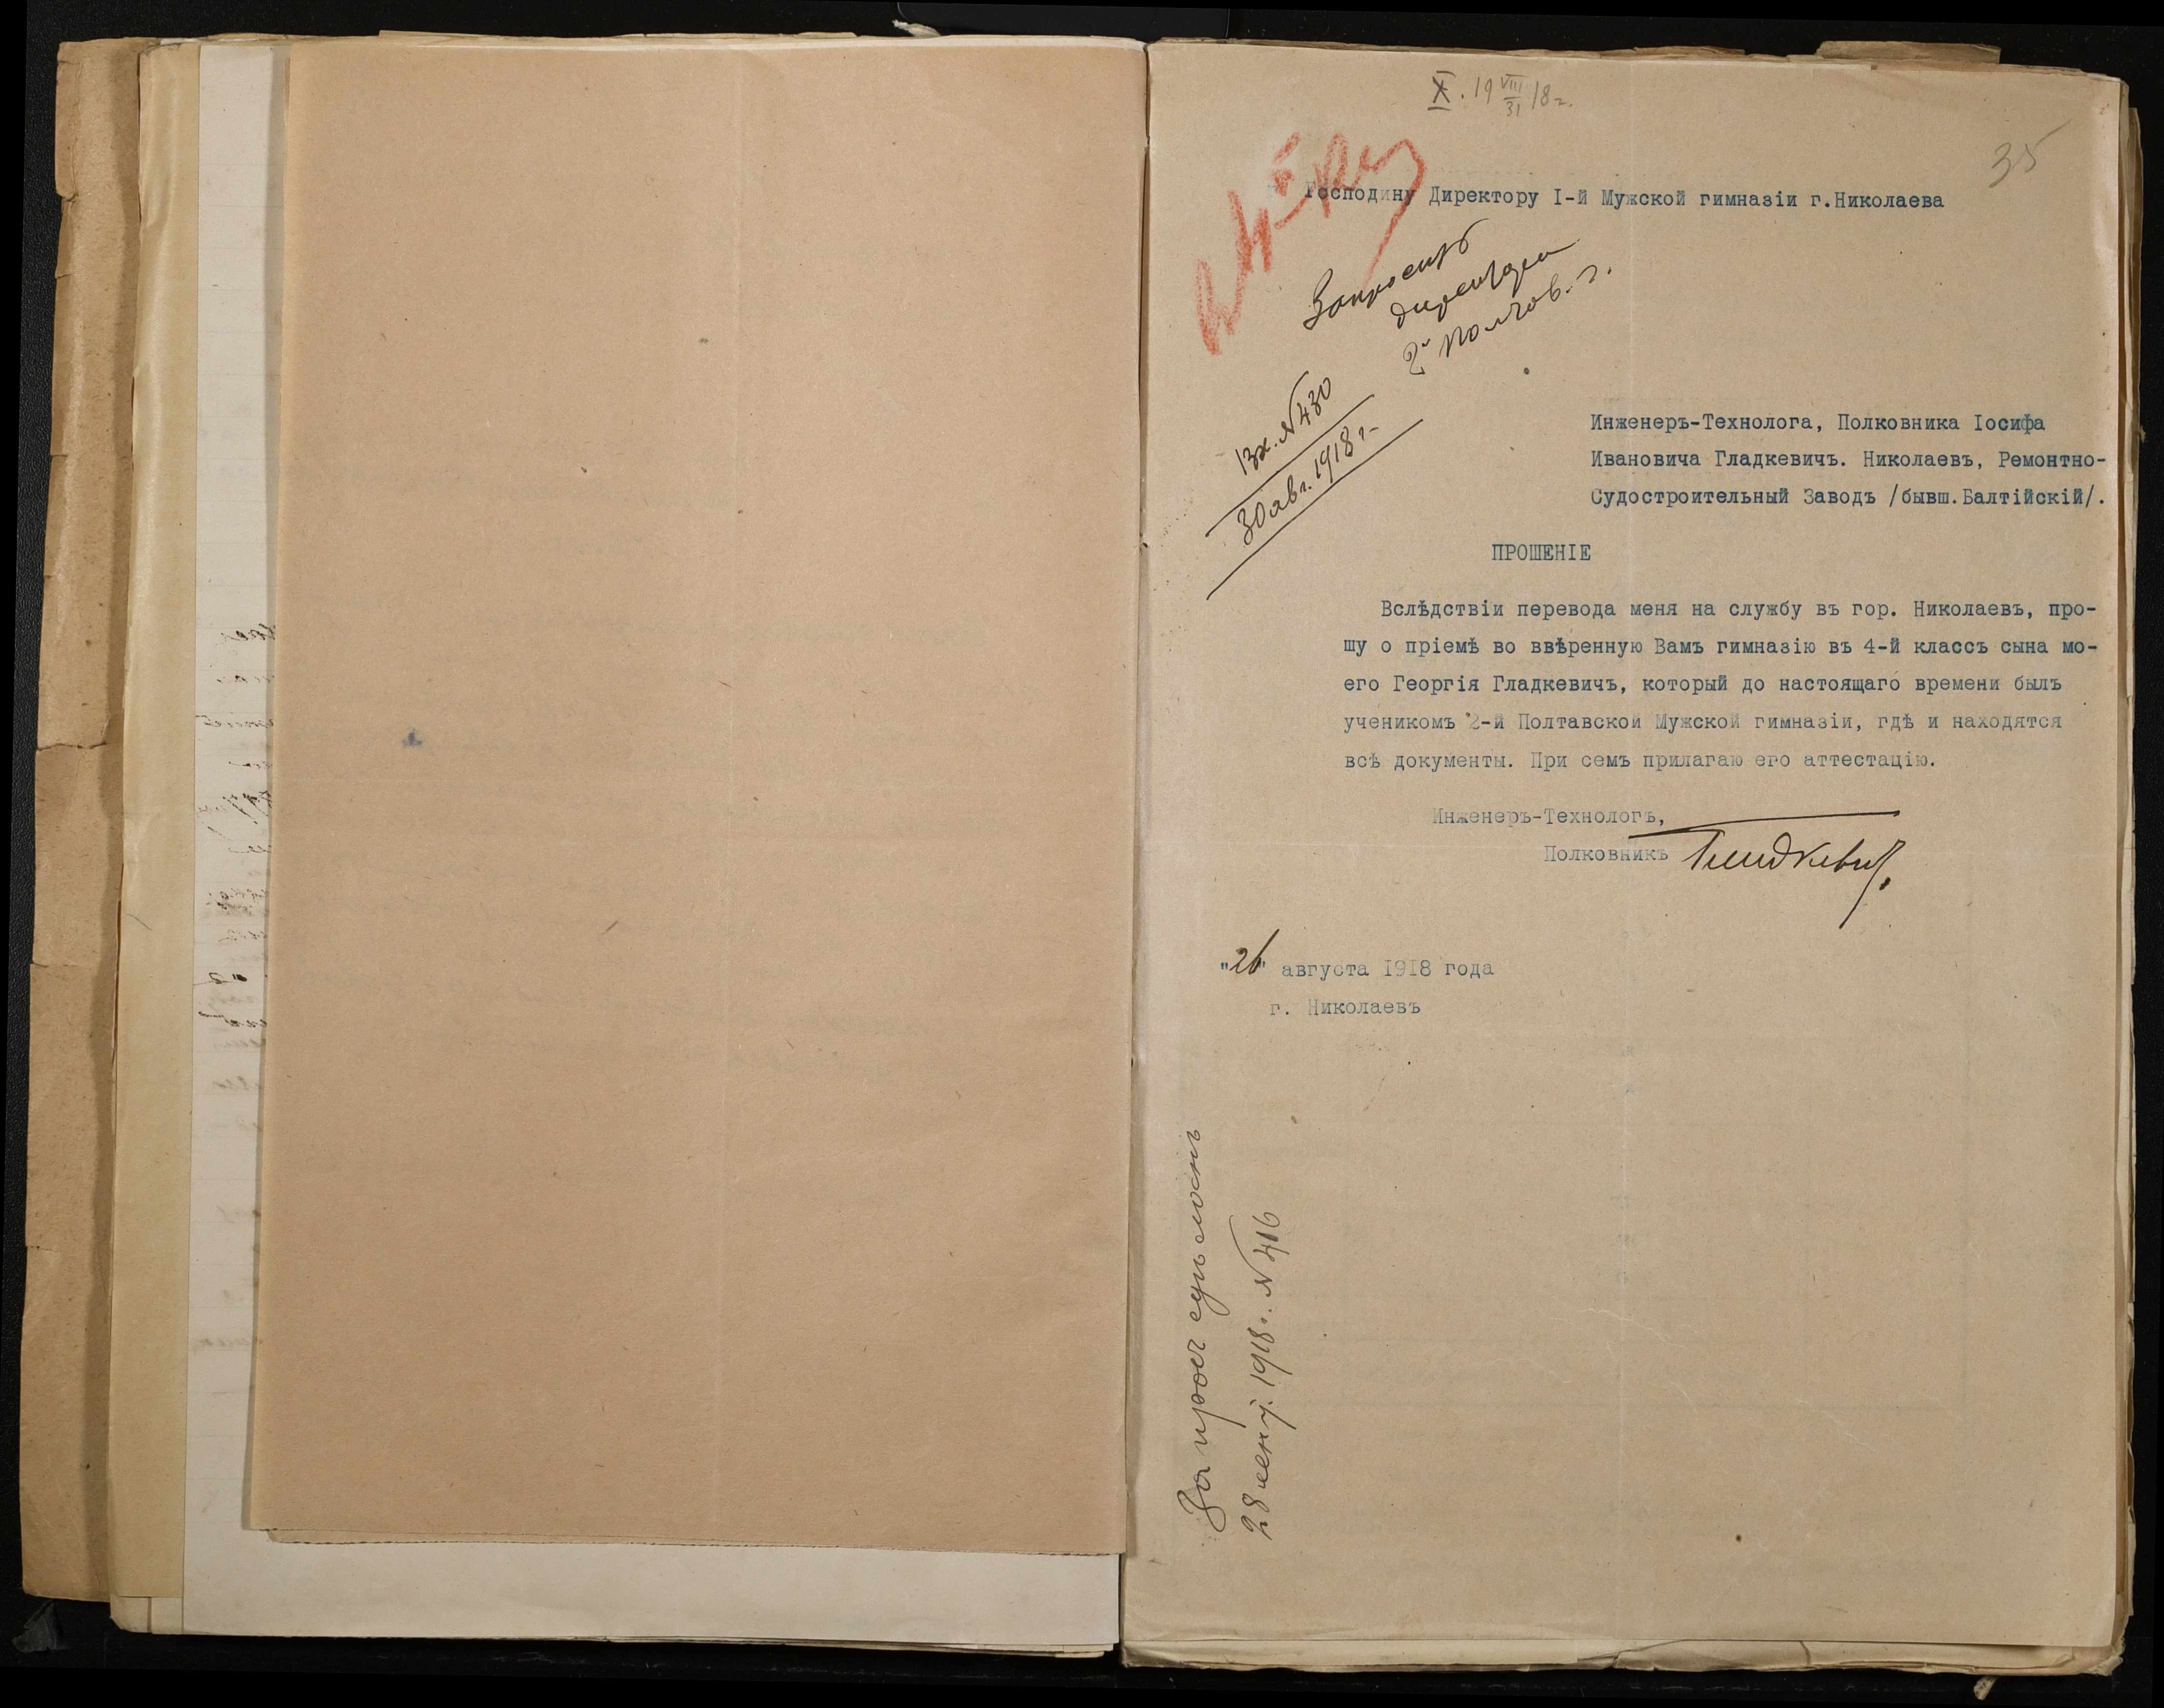 X. 19 VIII/31 18 г.
35
Господину Директору I-й Мужской гимназіи г.Николаева
Запросить
директора
2й Полтав. г.
Вх. № 430
30 авг. 1918 г.
Инженеръ-Технолога, Полковника Іосифа
Ивановича Гладкевичъ. Николаевъ, Ремонтно-
Судостроительный Заводъ /бывш.Балтійскій/.
ПРОШЕНІЕ
Вслѣдствіи перевода меня на службу въ гор. Николаевъ, про-
шу о пріемѣ во ввѣренную Вамъ гимназію въ 4-й классъ сына мо-
его Георгія Гладкевичъ, который до настоящаго времени былъ
ученикомъ 2-й Полтавской Мужской гимназіи, гдѣ и находятся
всѣ документы. При семъ прилагаю его аттестацію.
Инженеръ-Технологъ,
Полковникъ Гладкевич.
"26" августа 1918 года
г. Николаевъ
28 сент. 1918 г. № 416